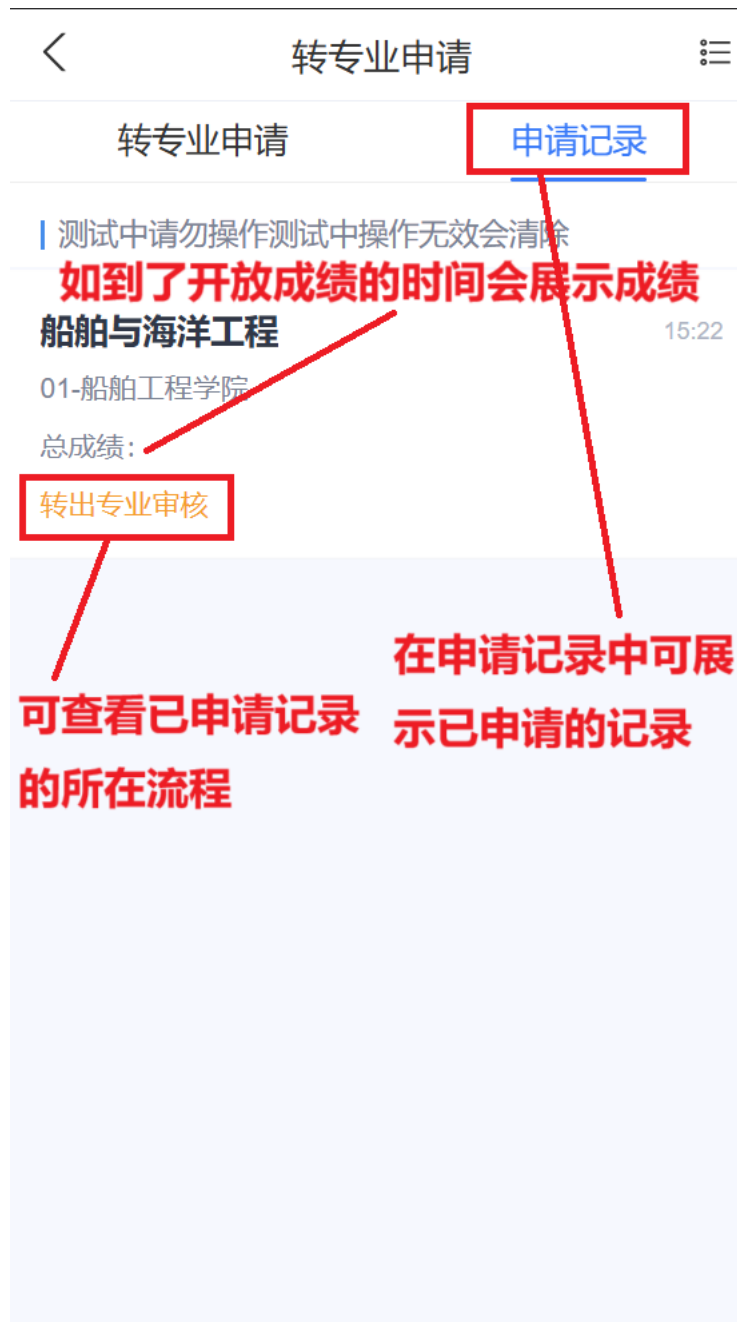 转专业申请
转专业申请
申请记录
测试中请勿操作测试中操作无效会清除
如到了开放成绩的时间会展示成绩
船舶与海洋工程
15:22
01-船舶工程学院
总成绩:
转出专业审核
在申请记录中可展
示已申请的记录
可查看已申请记录
的所在流程